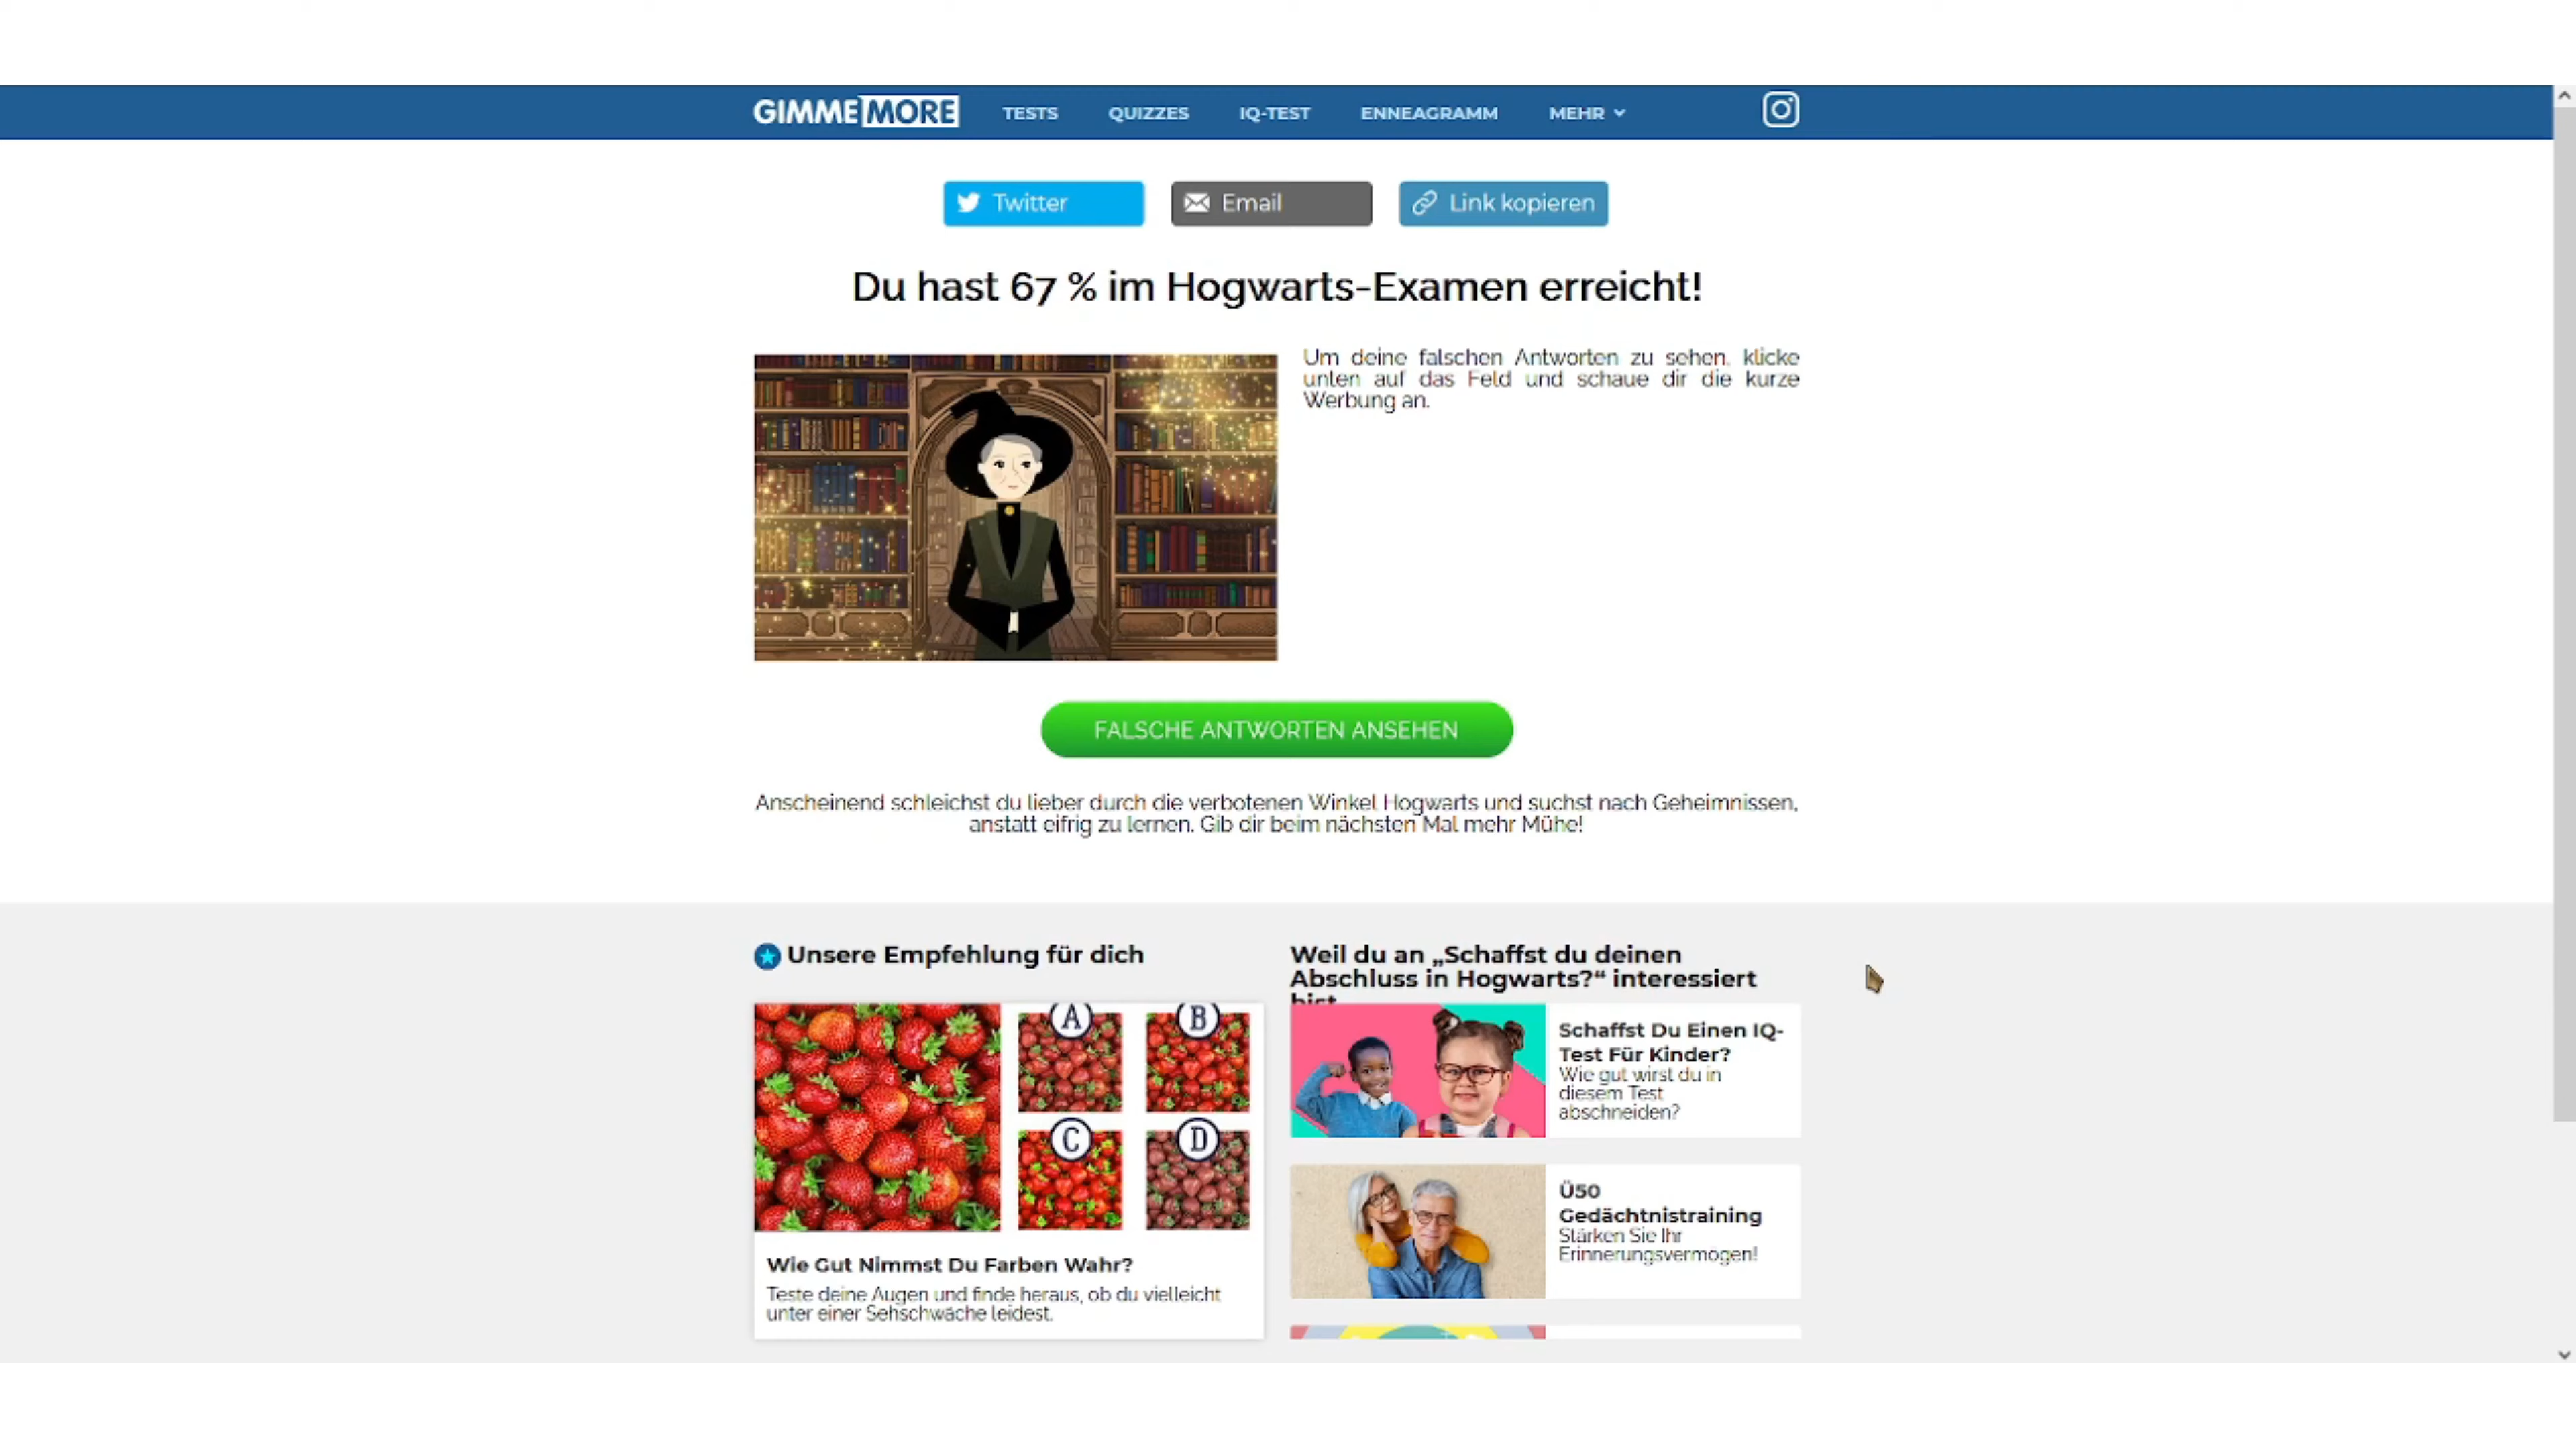 GIMMEMORE TESTS QUIZZES IQ-TEST ENNEAGRAMM MEHR
Twitter Email Link kopieren
Du hast 67 % im Hogwarts-Examen erreicht!
Um deine falschen Antworten zu sehen, klicke
unten auf das Feld und schaue dir die kurze
Werbung an.
FALSCHE ANTWORTEN ANSEHEN
Anscheinend schleichst du lieber durch die verbotenen Winkel Hogwarts und suchst nach Geheimnissen,
anstatt eifrig zu lernen. Gib dir beim nächsten Mal mehr Mühe!
Unsere Empfehlung für dich
A
B
C
D
Wie Gut Nimmst Du Farben Wahr?
Teste deine Augen und finde heraus, ob du vielleicht
unter einer Sehschwäche leidest.
Weil du an „Schaffst du deinen
Abschluss in Hogwarts?“ interessiert
bist
Schaffst Du Einen IQ-
Test Für Kinder?
Wie gut wirst du in
diesem Test
abschneiden?
Ü50
Gedächtnistraining
Stärken Sie Ihr
Erinnerungsvermögen!